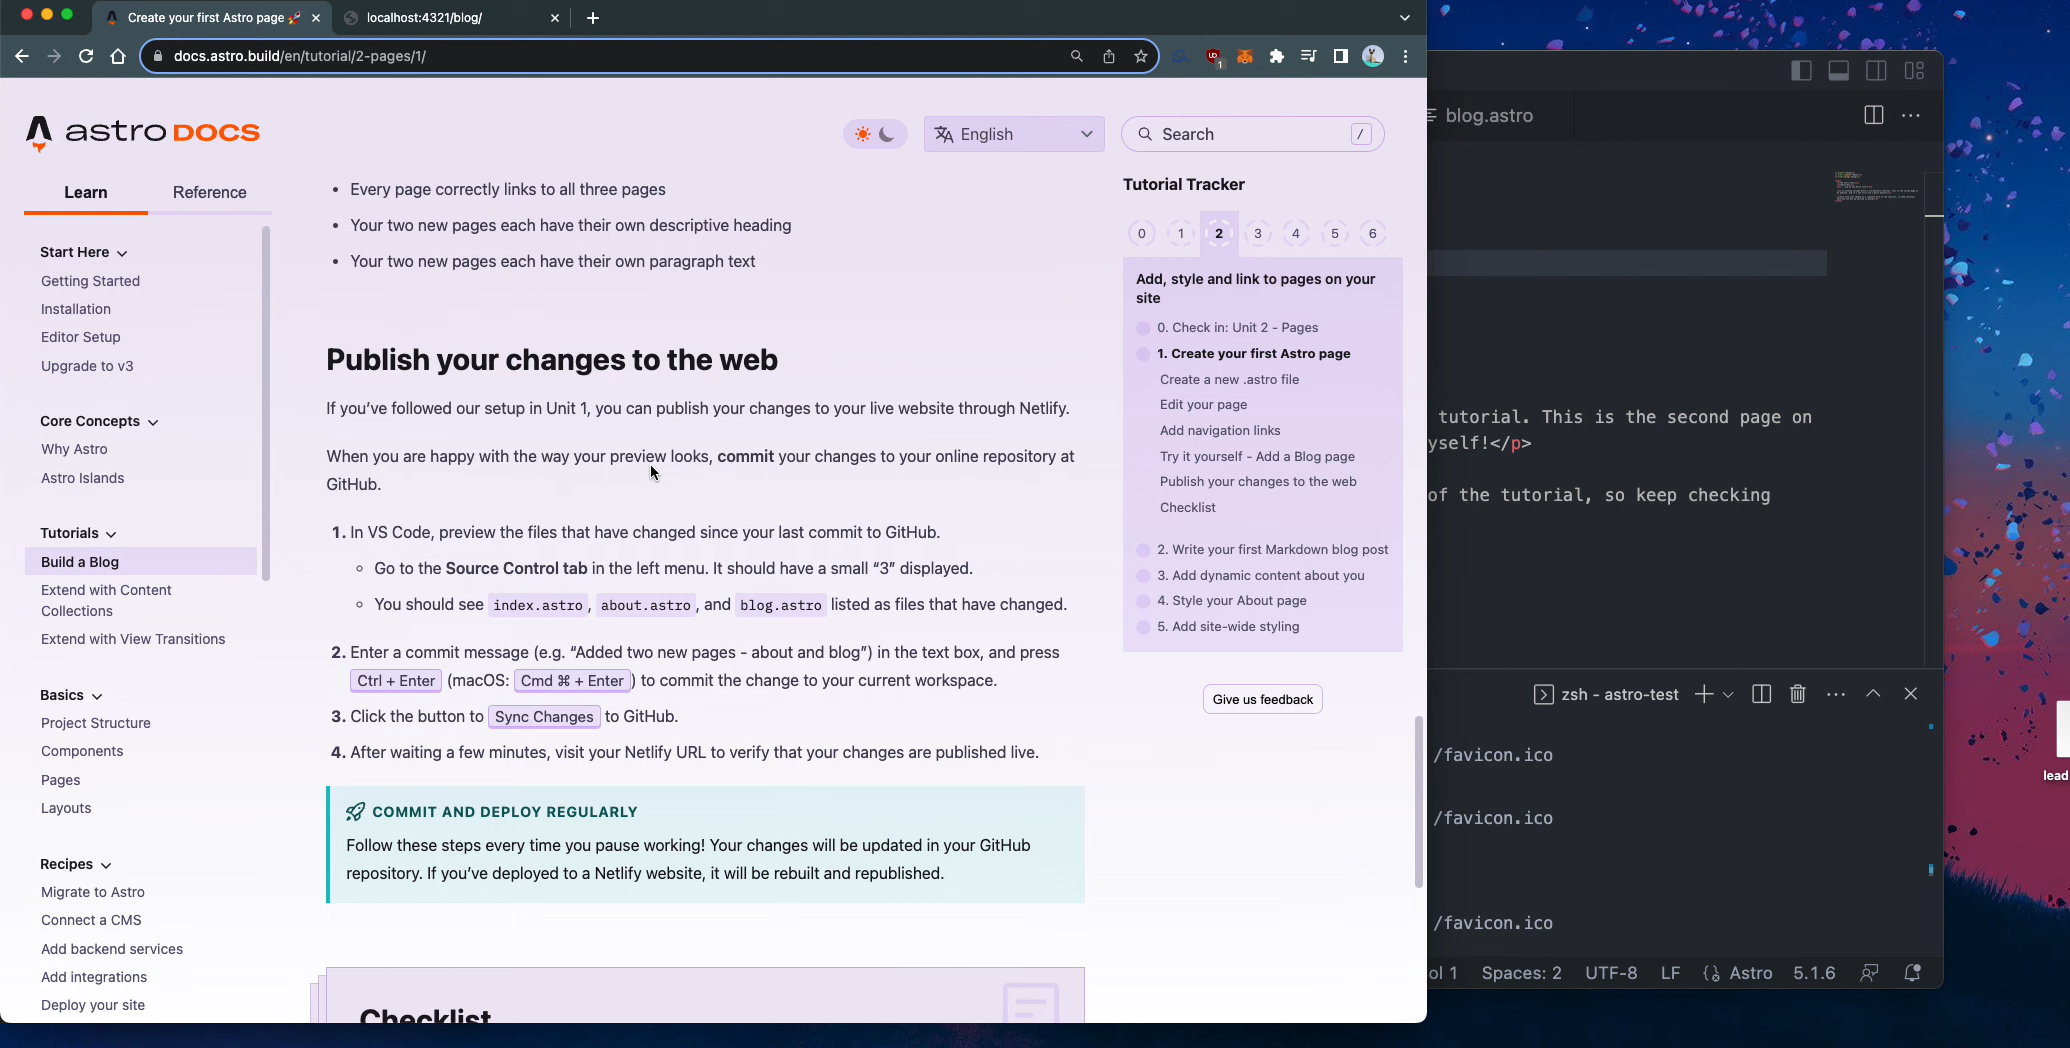 Create your first Astro page 🚀
localhost:4321/blog/
docs.astro.build/en/tutorial/2-pages/1/
1
astro DOCS
English
Search
/
Learn
Reference
Start Here
Getting Started
Installation
Editor Setup
Upgrade to v3
Core Concepts
Why Astro
Astro Islands
Tutorials
Build a Blog
Extend with Content
Collections
Extend with View Transitions
Basics
Project Structure
Components
Pages
Layouts
Recipes
Migrate to Astro
Connect a CMS
Add backend services
Add integrations
Deploy your site
• Every page correctly links to all three pages
• Your two new pages each have their own descriptive heading
• Your two new pages each have their own paragraph text
Publish your changes to the web
If you’ve followed our setup in Unit 1, you can publish your changes to your live website through Netlify.
When you are happy with the way your preview looks, commit your changes to your online repository at
GitHub.
1. In VS Code, preview the files that have changed since your last commit to GitHub.
Go to the Source Control tab in the left menu. It should have a small “3” displayed.
You should see index.astro, about.astro, and blog.astro listed as files that have changed.
2. Enter a commit message (e.g. “Added two new pages - about and blog”) in the text box, and press
Ctrl + Enter (macOS: Cmd ⌘ + Enter) to commit the change to your current workspace.
3. Click the button to Sync Changes to GitHub.
4. After waiting a few minutes, visit your Netlify URL to verify that your changes are published live.
COMMIT AND DEPLOY REGULARLY
Follow these steps every time you pause working! Your changes will be updated in your GitHub
repository. If you’ve deployed to a Netlify website, it will be rebuilt and republished.
Checklist
Tutorial Tracker
0 1 2 3 4 5 6
Add, style and link to pages on your
site
0. Check in: Unit 2 - Pages
1. Create your first Astro page
Create a new .astro file
Edit your page
Add navigation links
Try it yourself - Add a Blog page
Publish your changes to the web
Checklist
2. Write your first Markdown blog post
3. Add dynamic content about you
4. Style your About page
5. Add site-wide styling
Give us feedback
blog.astro
tutorial. This is the second page on
yself!</p>
of the tutorial, so keep checking
zsh - astro-test
/favicon.ico
/favicon.ico
/favicon.ico
ol 1 Spaces: 2 UTF-8 LF Astro 5.1.6
lead